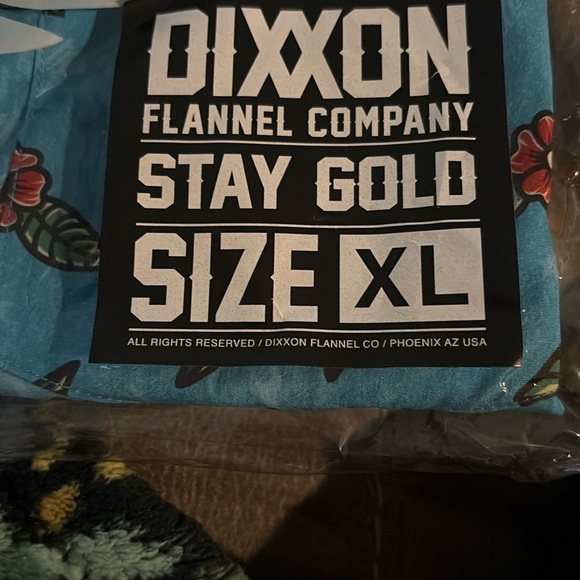 DIXXON
FLANNEL COMPANY
STAY GOLD
SIZE XL
ALL RIGHTS RESERVED / DIXXON FLANNEL CO / PHOENIX AZ USA